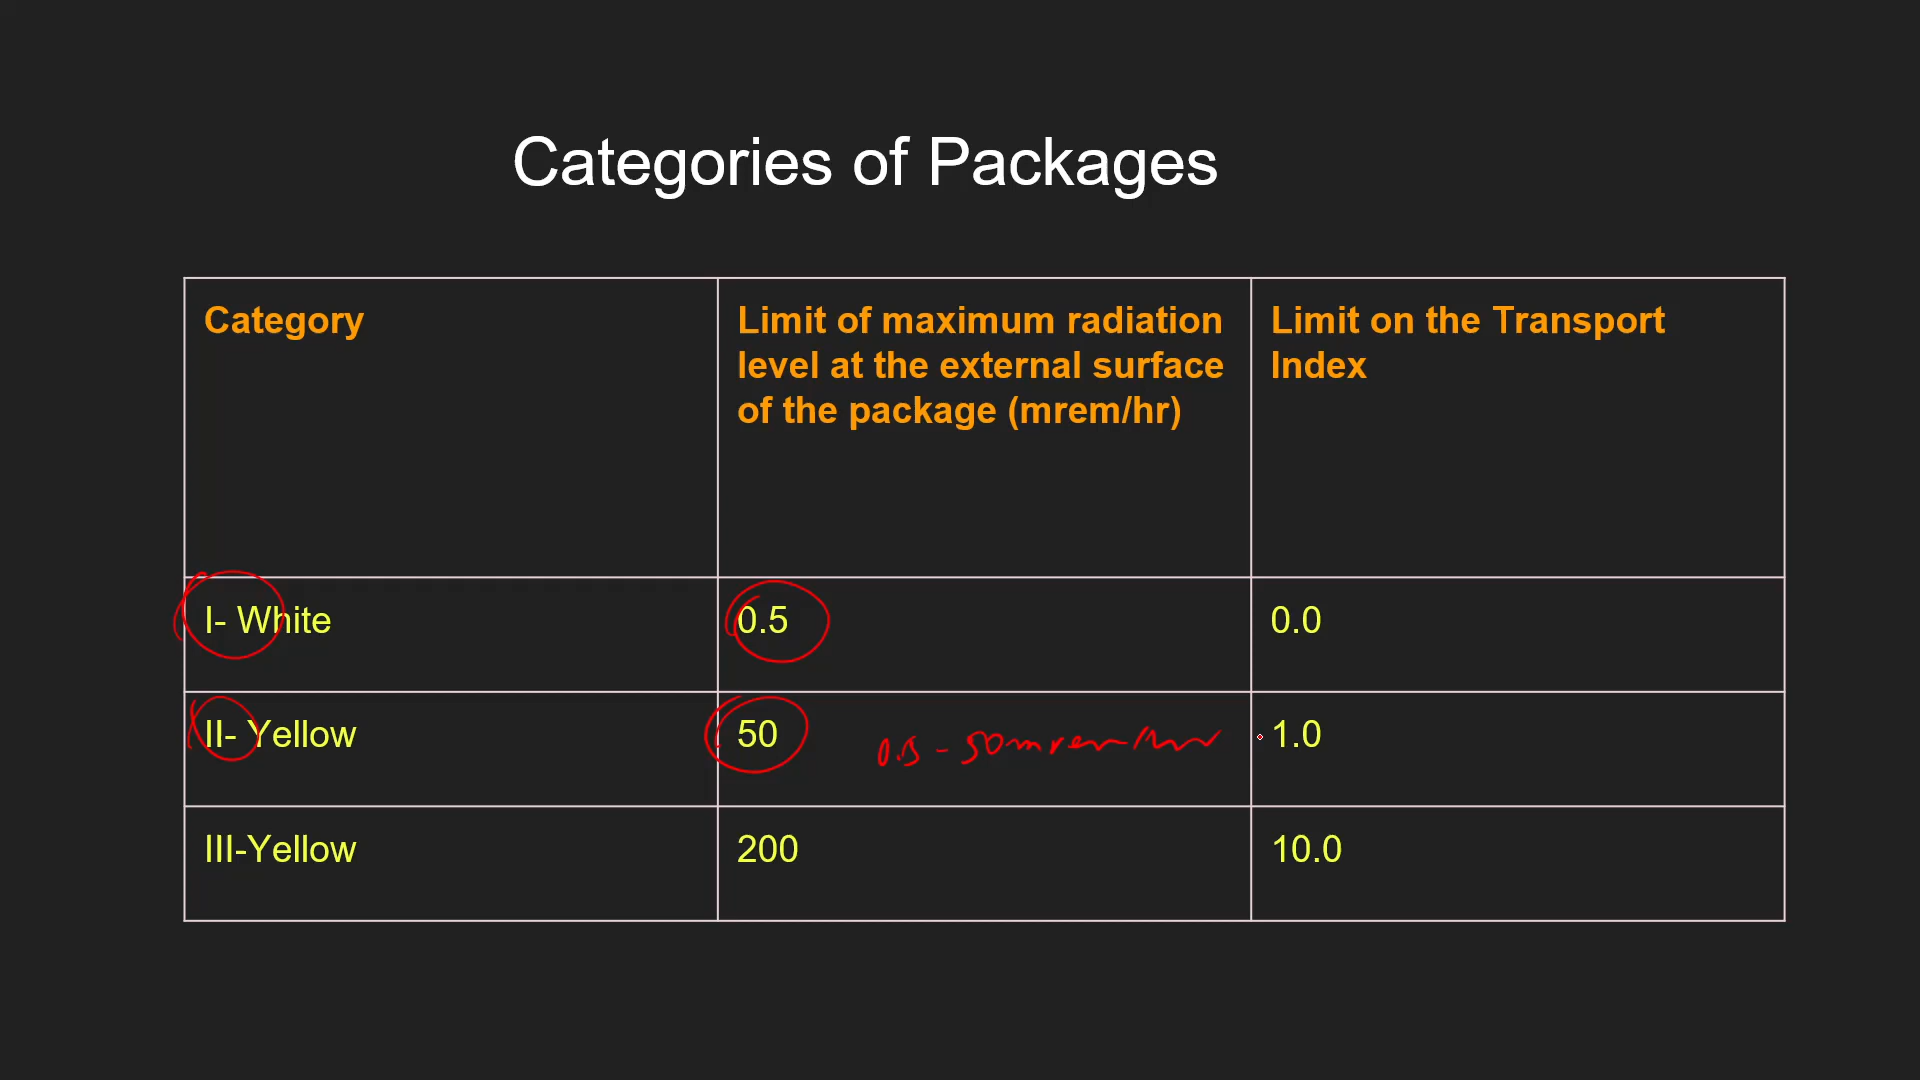 Categories of Packages
Category
Limit of maximum radiation
level at the external surface
of the package (mrem/hr)
Limit on the Transport
Index
I- White
0.5
0.0
II- Yellow
50
0.5 - 50 mrem/hr
1.0
III-Yellow
200
10.0